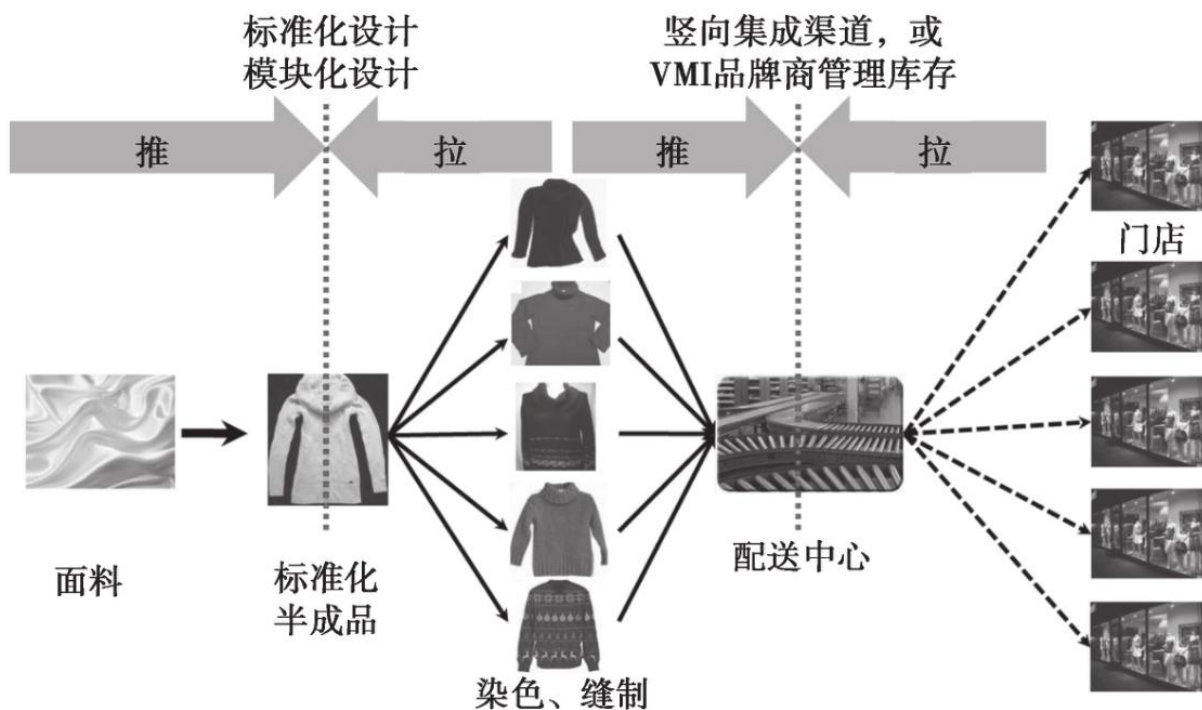 标准化设计
模块化设计
竖向集成渠道，或
VMI品牌商管理库存
推
拉
推
拉
门店
面料
标准化
半成品
配送中心
染色、缝制